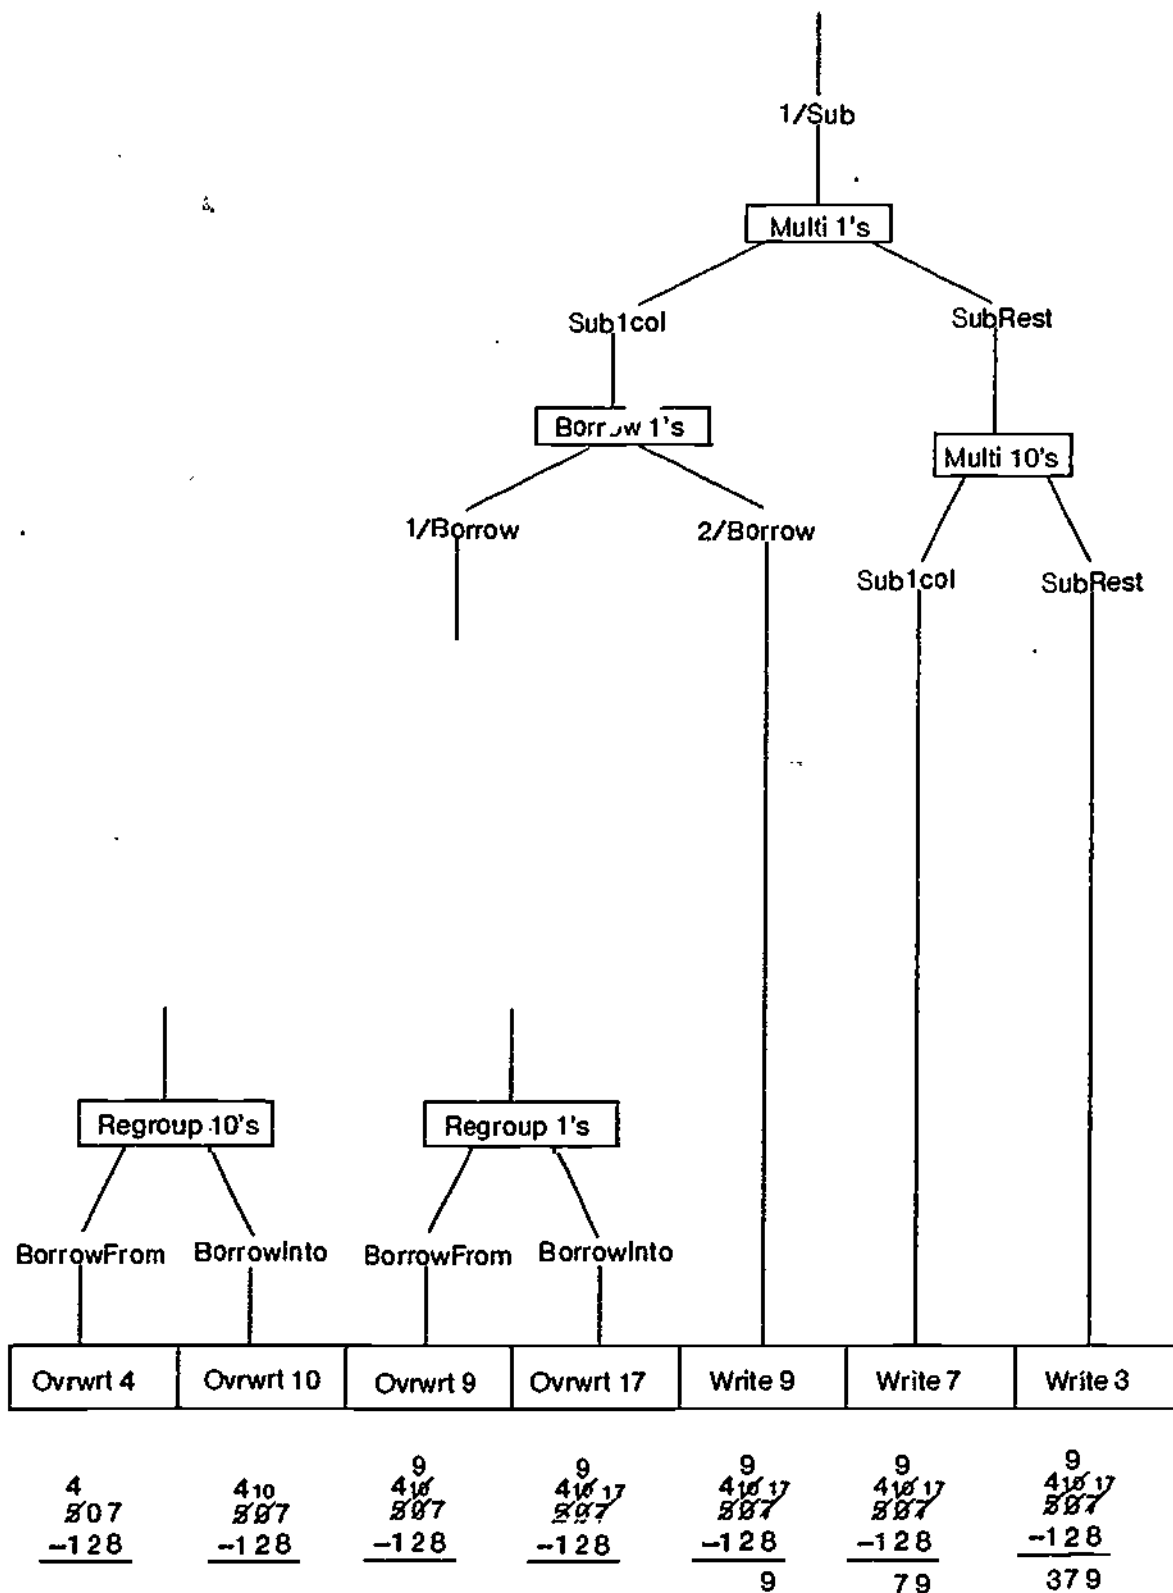 1/Sub
Multi 1's
Sub1col SubRest
Borrow 1's
Multi 10's
1/Borrow 2/Borrow
Sub1col SubRest
Regroup 10's Regroup 1's
BorrowFrom BorrowInto BorrowFrom BorrowInto
Ovrwrt 4 Ovrwrt 10 Ovrwrt 9 Ovrwrt 17 Write 9 Write 7 Write 3
9 9 9 9 9
4 4 10 4 10 4 10 17 4 10 17 4 10 17 4 10 17
507 507 507 507 507 507 507
-128 -128 -128 -128 -128 -128 -128
9 79 379